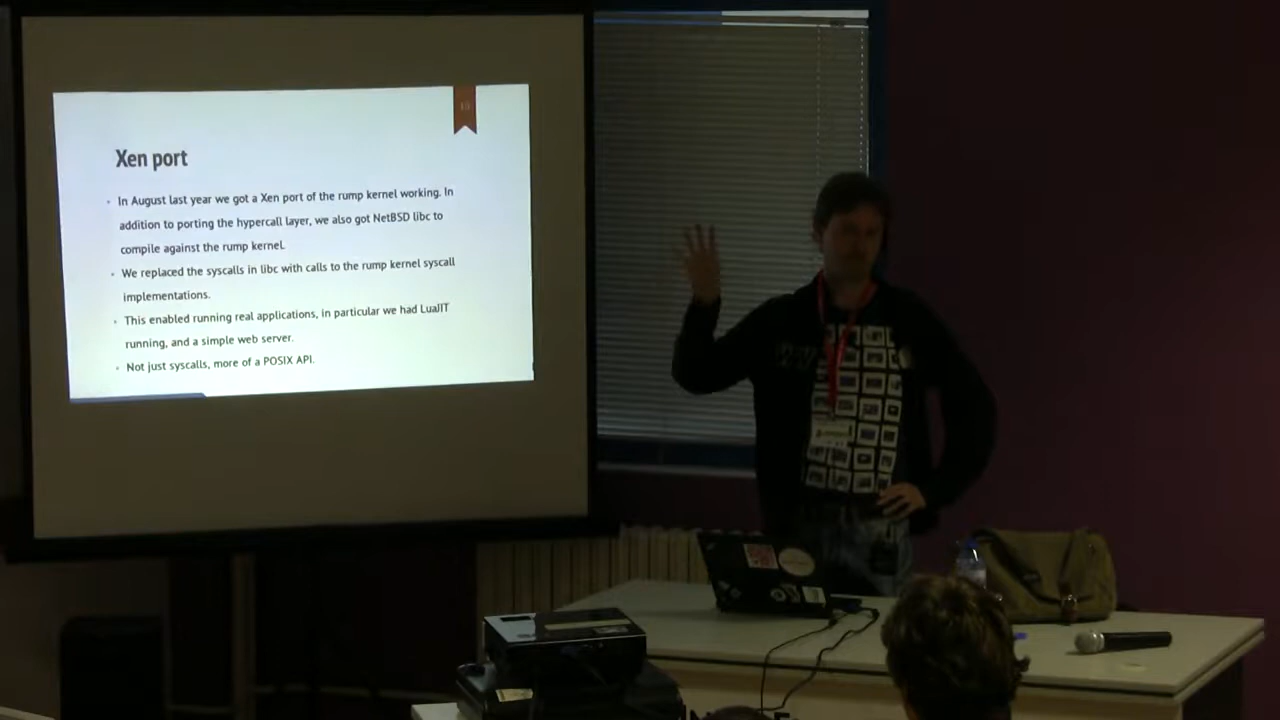 13
Xen port
In August last year we got a Xen port of the rump kernel working. In
addition to porting the hypercall layer, we also got NetBSD libc to
compile against the rump kernel.
We replaced the syscalls in libc with calls to the rump kernel syscall
implementations.
This enabled running real applications, in particular we had LuaJIT
running, and a simple web server.
Not just syscalls, more of a POSIX API.